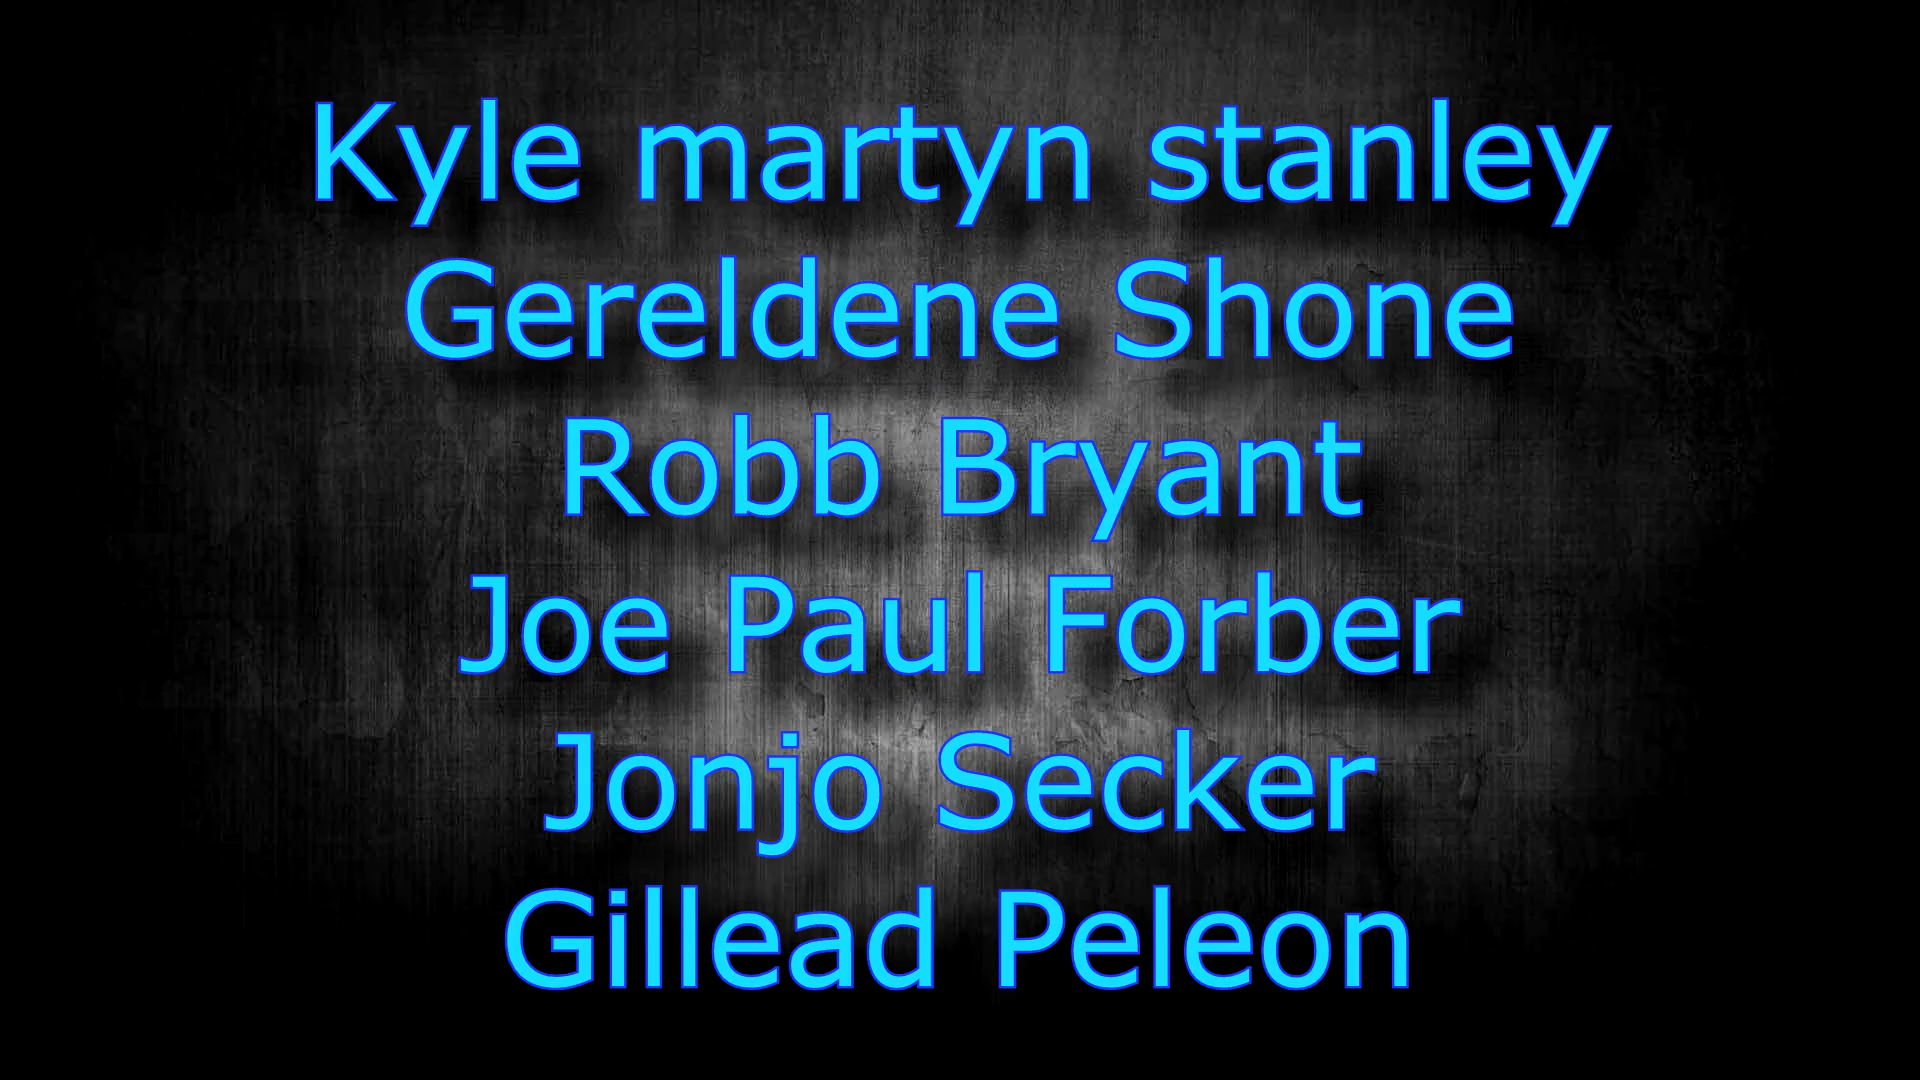 Kyle martyn stanley
Gereldene Shone
Robb Bryant
Joe Paul Forber
Jonjo Secker
Gillead Peleon